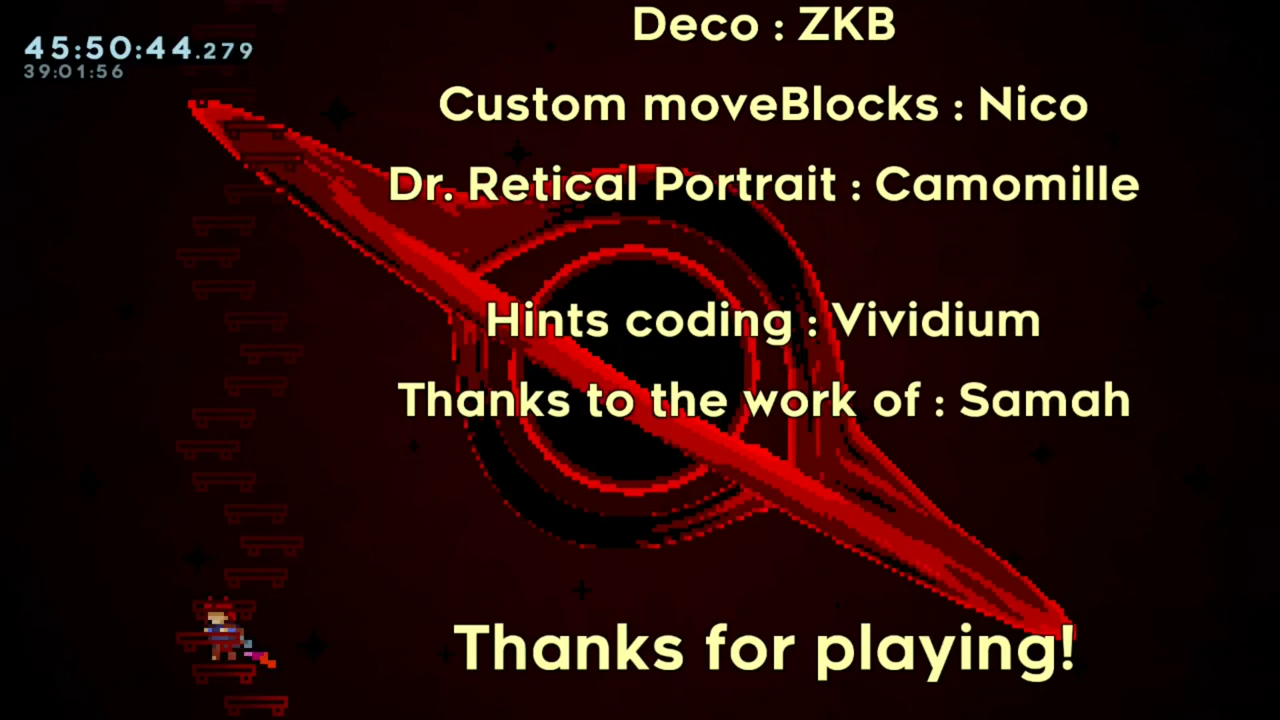 45:50:44.279
39:01:56
Deco : ZKB
Custom moveBlocks : Nico
Dr. Retical Portrait : Camomille
Hints coding : Vividium
Thanks to the work of : Samah
Thanks for playing!